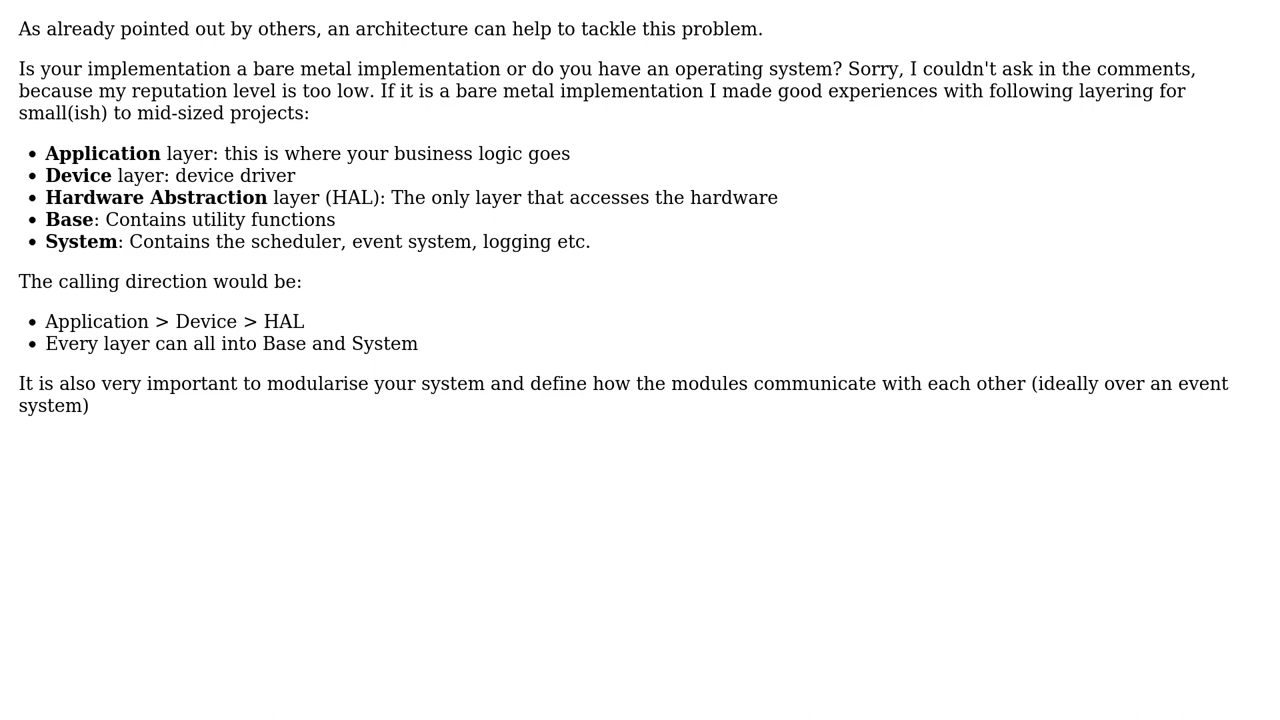 As already pointed out by others, an architecture can help to tackle this problem.
Is your implementation a bare metal implementation or do you have an operating system? Sorry, I couldn't ask in the comments,
because my reputation level is too low. If it is a bare metal implementation I made good experiences with following layering for
small(ish) to mid-sized projects:
• Application layer: this is where your business logic goes
• Device layer: device driver
• Hardware Abstraction layer (HAL): The only layer that accesses the hardware
• Base: Contains utility functions
• System: Contains the scheduler, event system, logging etc.
The calling direction would be:
• Application > Device > HAL
• Every layer can all into Base and System
It is also very important to modularise your system and define how the modules communicate with each other (ideally over an event
system)